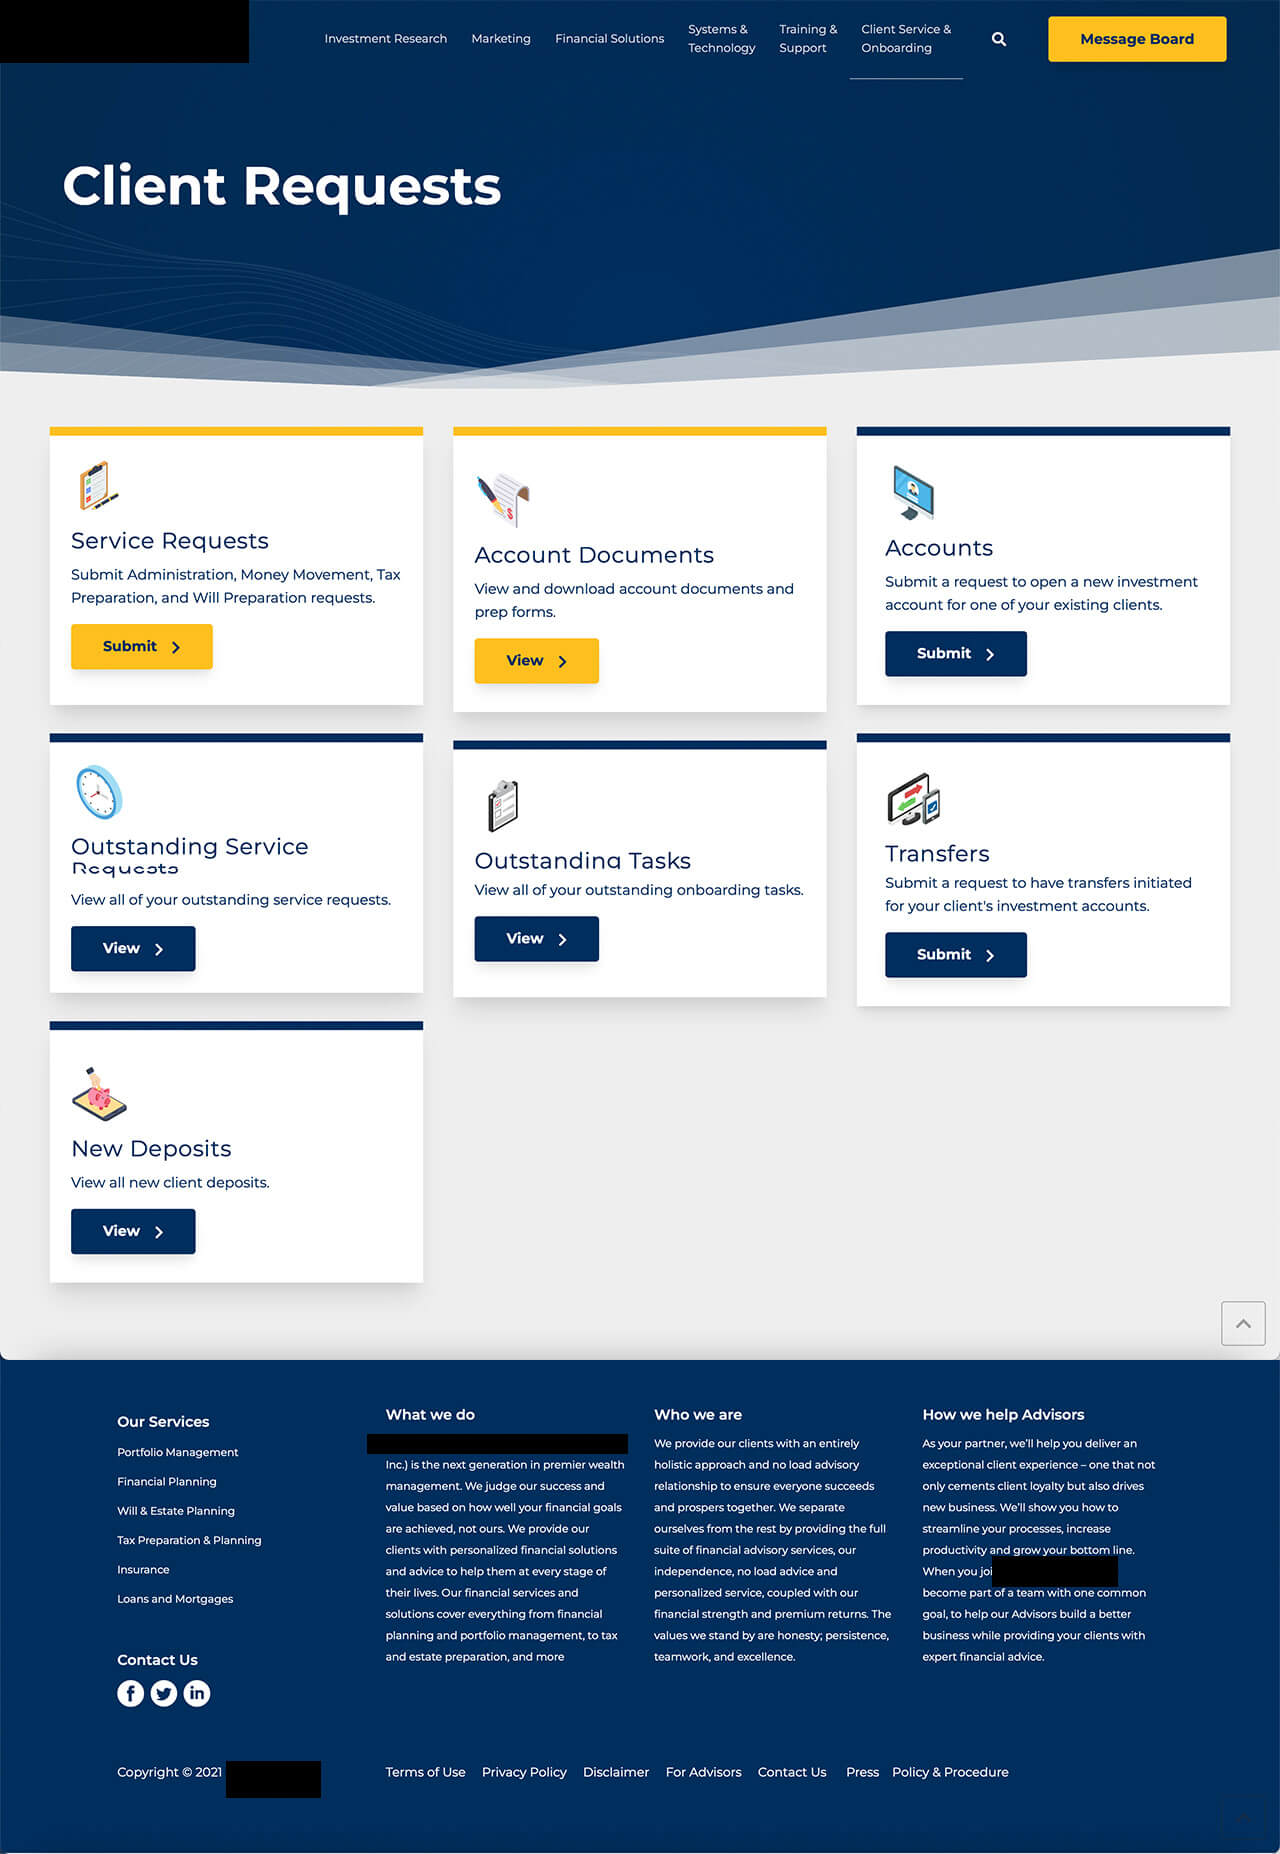 Investment Research
Marketing
Financial Solutions
Systems &
Technology
Training &
Support
Client Service &
Onboarding
Message Board
Client Requests
Service Requests
Submit Administration, Money Movement, Tax
Preparation, and Will Preparation requests.
Submit
Account Documents
View and download account documents and
prep forms.
View
Accounts
Submit a request to open a new investment
account for one of your existing clients.
Submit
Outstanding Service
Requests
View all of your outstanding service requests.
View
Outstanding Tasks
View all of your outstanding onboarding tasks.
View
Transfers
Submit a request to have transfers initiated
for your client's investment accounts.
Submit
New Deposits
View all new client deposits.
View
Our Services
Portfolio Management
Financial Planning
Will & Estate Planning
Tax Preparation & Planning
Insurance
Loans and Mortgages
Contact Us
What we do
Inc.) is the next generation in premier wealth
management. We judge our success and
value based on how well your financial goals
are achieved, not ours. We provide our
clients with personalized financial solutions
and advice to help them at every stage of
their lives. Our financial services and
solutions cover everything from financial
planning and portfolio management, to tax
and estate preparation, and more
Who we are
We provide our clients with an entirely
holistic approach and no load advisory
relationship to ensure everyone succeeds
and prospers together. We separate
ourselves from the rest by providing the full
suite of financial advisory services, our
independence, no load advice and
personalized service, coupled with our
financial strength and premium returns. The
values we stand by are honesty; persistence,
teamwork, and excellence.
How we help Advisors
As your partner, we'll help you deliver an
exceptional client experience – one that not
only cements client loyalty but also drives
new business. We'll show you how to
streamline your processes, increase
productivity and grow your bottom line.
When you joi
become part of a team with one common
goal, to help our Advisors build a better
business while providing your clients with
expert financial advice.
Copyright © 2021
Terms of Use
Privacy Policy
Disclaimer
For Advisors
Contact Us
Press
Policy & Procedure